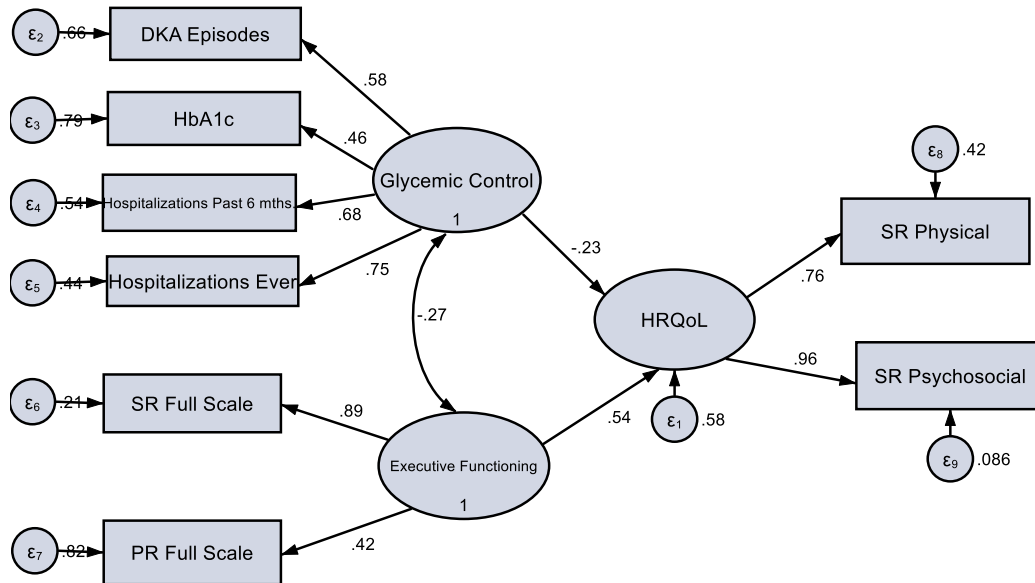 ε2 .66 DKA Episodes
.58
ε3 .79 HbA1c
.46
ε4 .54 Hospitalizations Past 6 mths.
.68
ε5 .44 Hospitalizations Ever
.75
Glycemic Control
1
-.27
-.23
ε6 .21 SR Full Scale
.89
Executive Functioning
1
ε7 .82 PR Full Scale
.42
.54
HRQoL
ε1 .58
.76
ε8 .42
SR Physical
.96
SR Psychosocial
ε9 .086